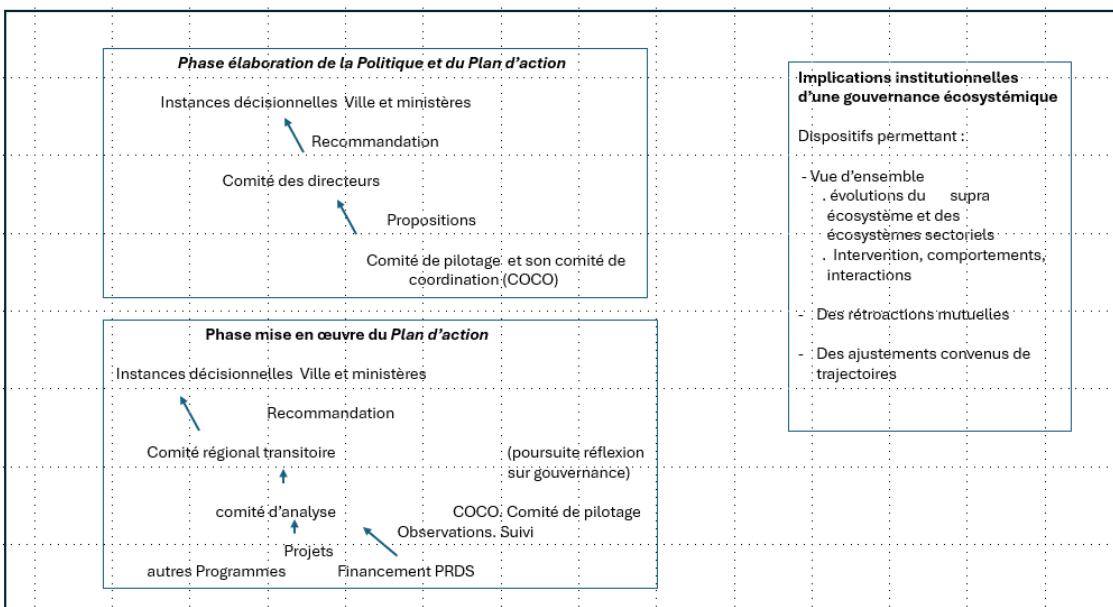 Phase élaboration de la Politique et du Plan d'action
Instances décisionnelles Ville et ministères
Recommandation
Comité des directeurs
Propositions
Comité de pilotage et son comité de
coordination (COCO)
Phase mise en œuvre du Plan d'action
Instances décisionnelles Ville et ministères
Recommandation
Comité régional transitoire
(poursuite réflexion
sur gouvernance)
comité d'analyse
COCO. Comité de pilotage
Observations. Suivi
Projets
autres Programmes
Financement PRDS
Implications institutionnelles
d'une gouvernance écosystémique
Dispositifs permettant :
- Vue d'ensemble
. évolutions du supra
écosystème et des
écosystèmes sectoriels
. Intervention, comportements,
interactions
- Des rétroactions mutuelles
- Des ajustements convenus de
trajectoires